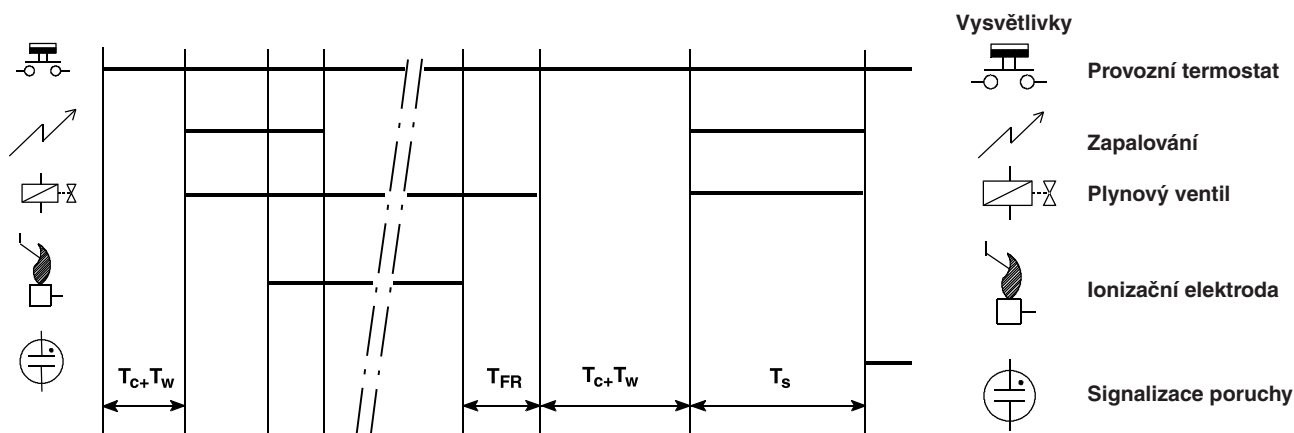 Vysvětlivky
Provozní termostat
Zapalování
Plynový ventil
Ionizační elektroda
Signalizace poruchy
Tc+Tw
TFR
Tc+Tw
Ts